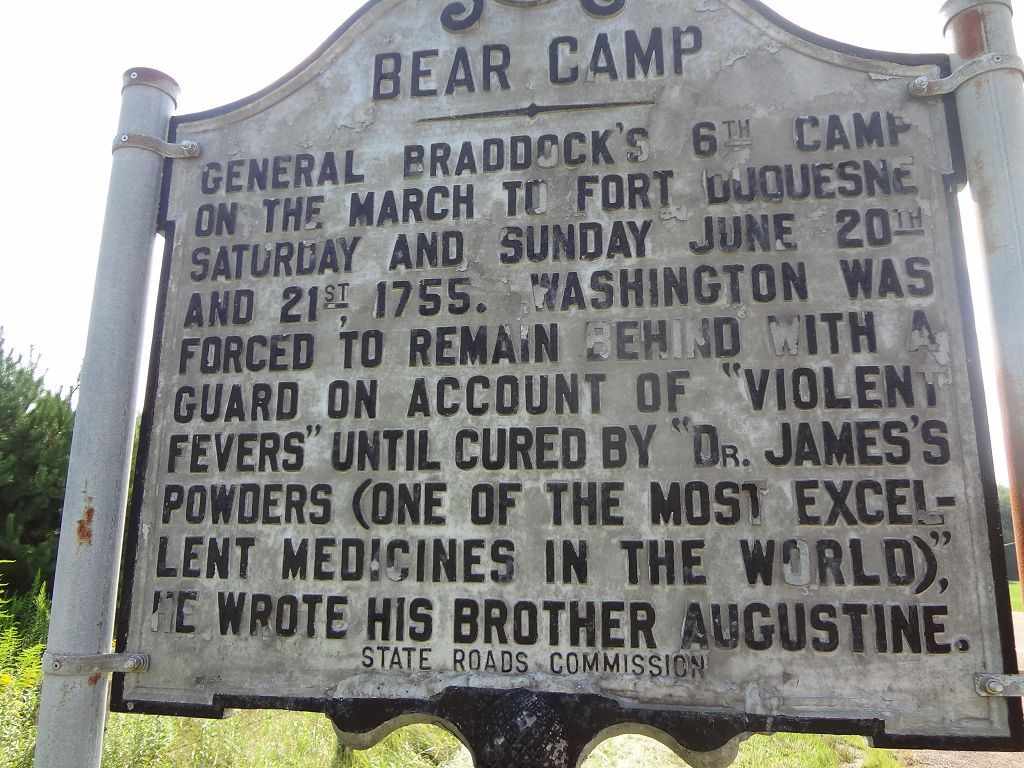 BEAR CAMP
GENERAL BRADDOCK'S 6TH CAMP
ON THE MARCH TO FORT DUQUESNE
SATURDAY AND SUNDAY JUNE 20TH
AND 21ST, 1755. WASHINGTON WAS
FORCED TO REMAIN BEHIND WITH A
GUARD ON ACCOUNT OF "VIOLENT
FEVERS" UNTIL CURED BY "DR. JAMES'S
POWDERS (ONE OF THE MOST EXCEL-
LENT MEDICINES IN THE WORLD)",
HE WROTE HIS BROTHER AUGUSTINE.
STATE ROADS COMMISSION